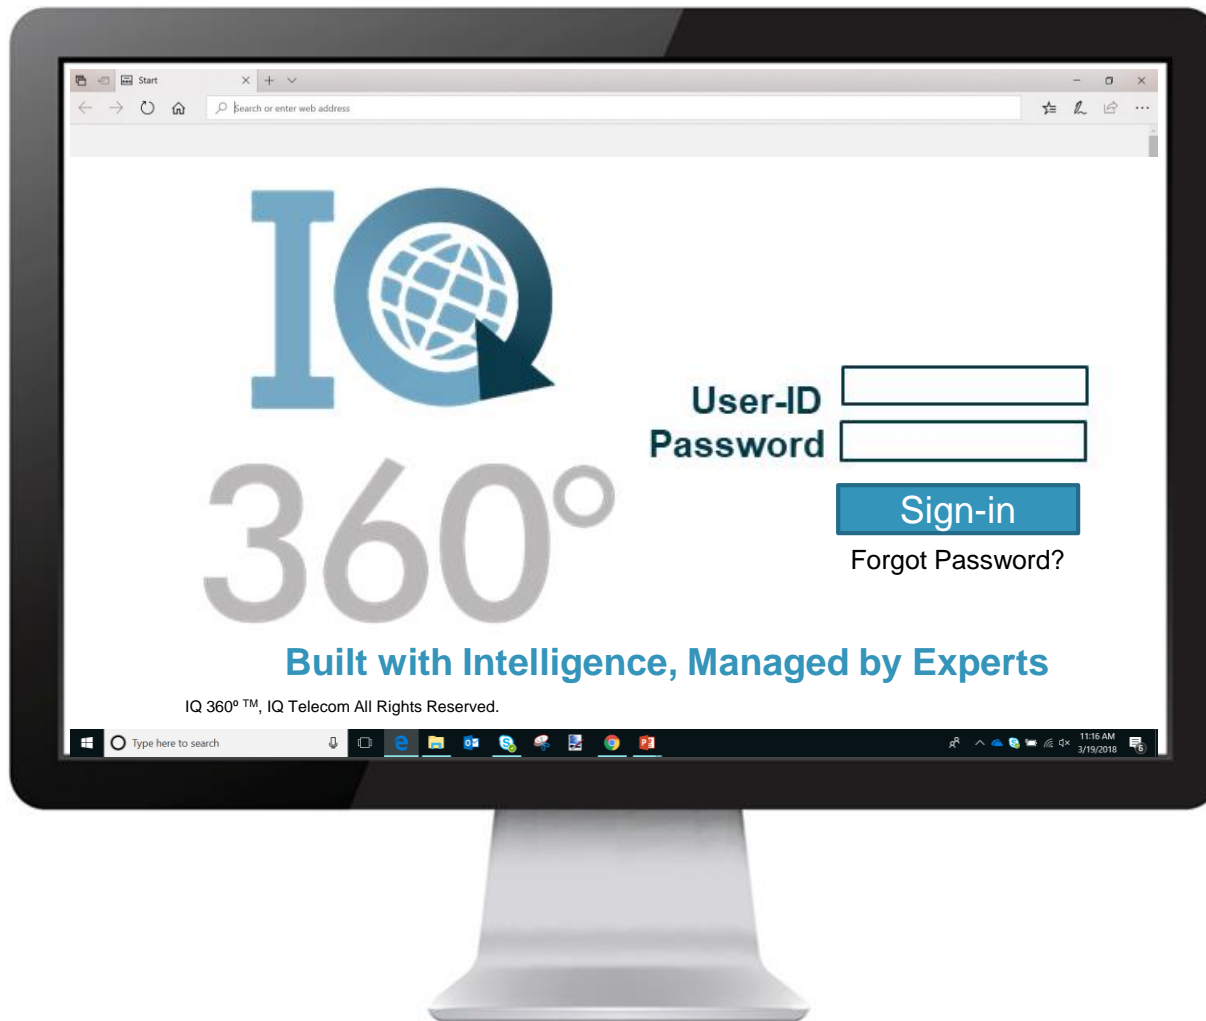 Start
Search or enter web address
IQ
360°
User-ID
Password
Sign-in
Forgot Password?
Built with Intelligence, Managed by Experts
IQ 360º ™, IQ Telecom All Rights Reserved.
Type here to search
11:16 AM
3/19/2018
6